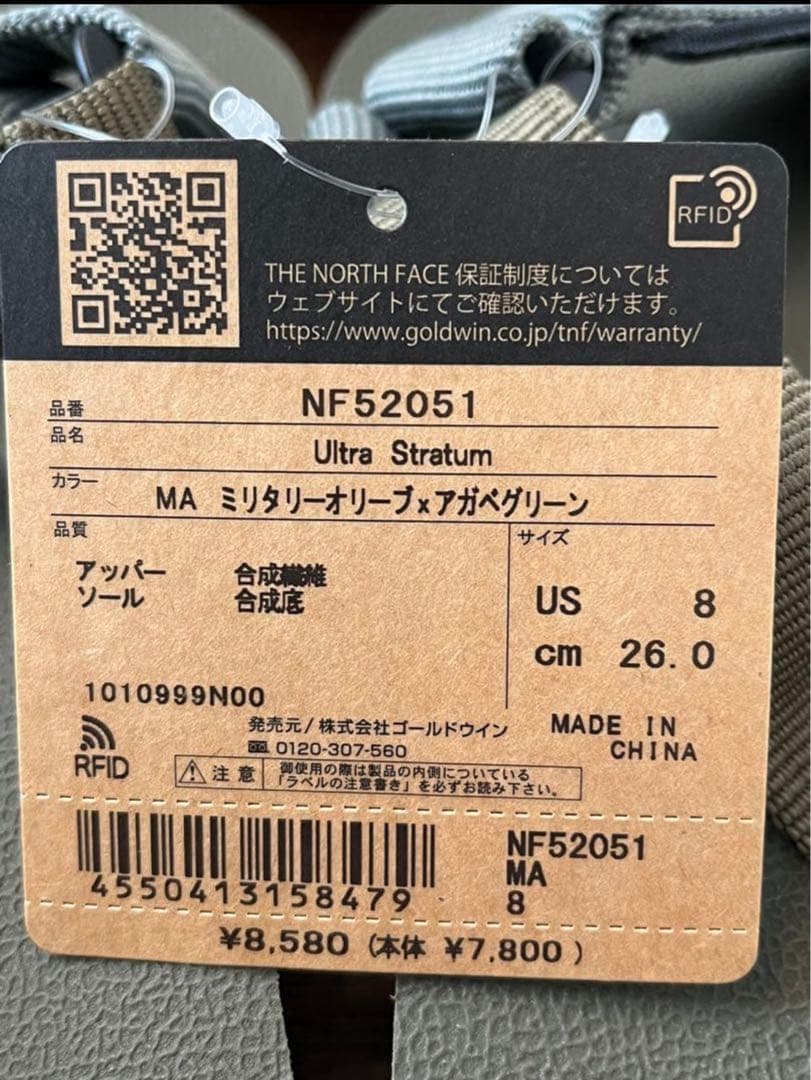 RFID
THE NORTH FACE 保証制度については
ウェブサイトにてご確認いただけます。
https://www.goldwin.co.jp/tnf/warranty/
品番 NF52051
品名 Ultra Stratum
カラー MA ミリタリーオリーブxアガベグリーン
品質
アッパー 合成繊維
ソール 合成底
サイズ
US 8
cm 26.0
1010999N00
RFID
発売元/株式会社ゴールドウイン
0120-307-560
MADE IN
CHINA
注意
御使用の際は製品の内側についている
「ラベルの注意書き」を必ずお読み下さい。
4550413158479
NF52051
MA
8
¥8,580 (本体 ¥7,800)